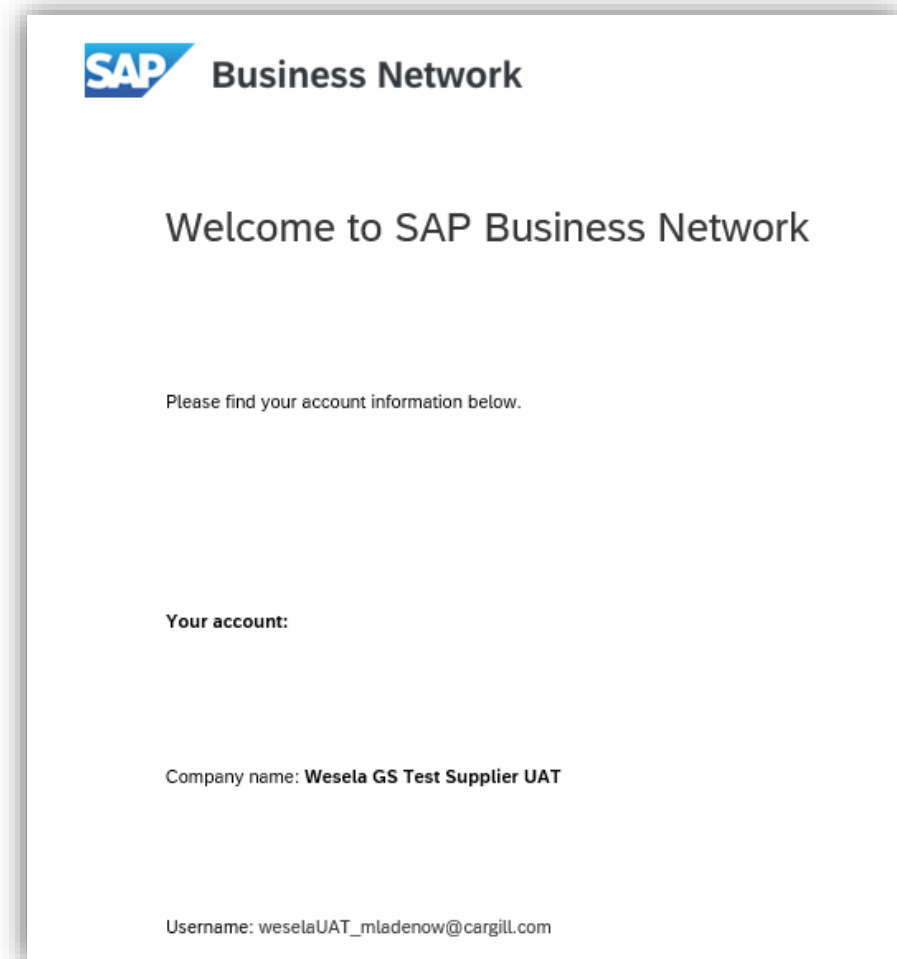 SAP Business Network
Welcome to SAP Business Network
Please find your account information below.
Your account:
Company name: Wesela GS Test Supplier UAT
Username: weselaUAT_mladenow@cargill.com